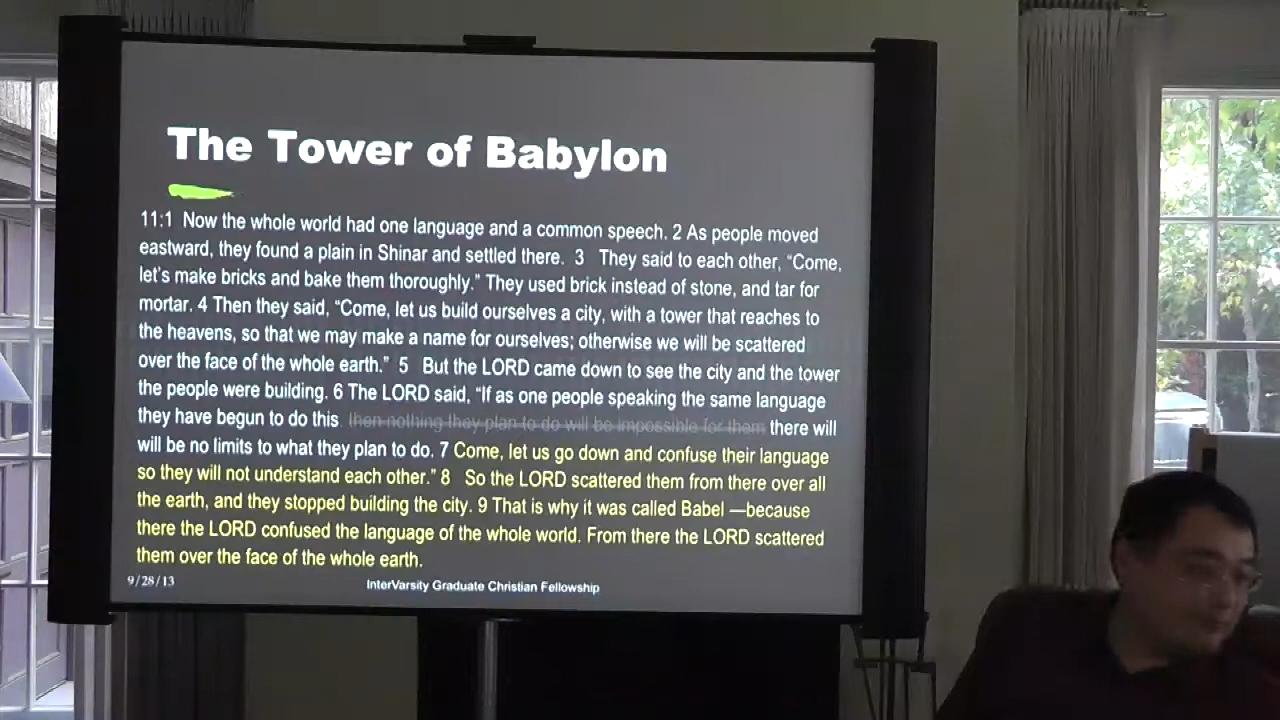 The Tower of Babylon
11:1 Now the whole world had one language and a common speech. 2 As people moved
eastward, they found a plain in Shinar and settled there. 3 They said to each other, “Come,
let’s make bricks and bake them thoroughly.” They used brick instead of stone, and tar for
mortar. 4 Then they said, “Come, let us build ourselves a city, with a tower that reaches to
the heavens, so that we may make a name for ourselves; otherwise we will be scattered
over the face of the whole earth.” 5 But the LORD came down to see the city and the tower
the people were building. 6 The LORD said, “If as one people speaking the same language
they have begun to do this. then nothing they plan to do will be impossible for them there will
will be no limits to what they plan to do. 7 Come, let us go down and confuse their language
so they will not understand each other.” 8 So the LORD scattered them from there over all
the earth, and they stopped building the city. 9 That is why it was called Babel —because
there the LORD confused the language of the whole world. From there the LORD scattered
them over the face of the whole earth.
9/28/13 InterVarsity Graduate Christian Fellowship